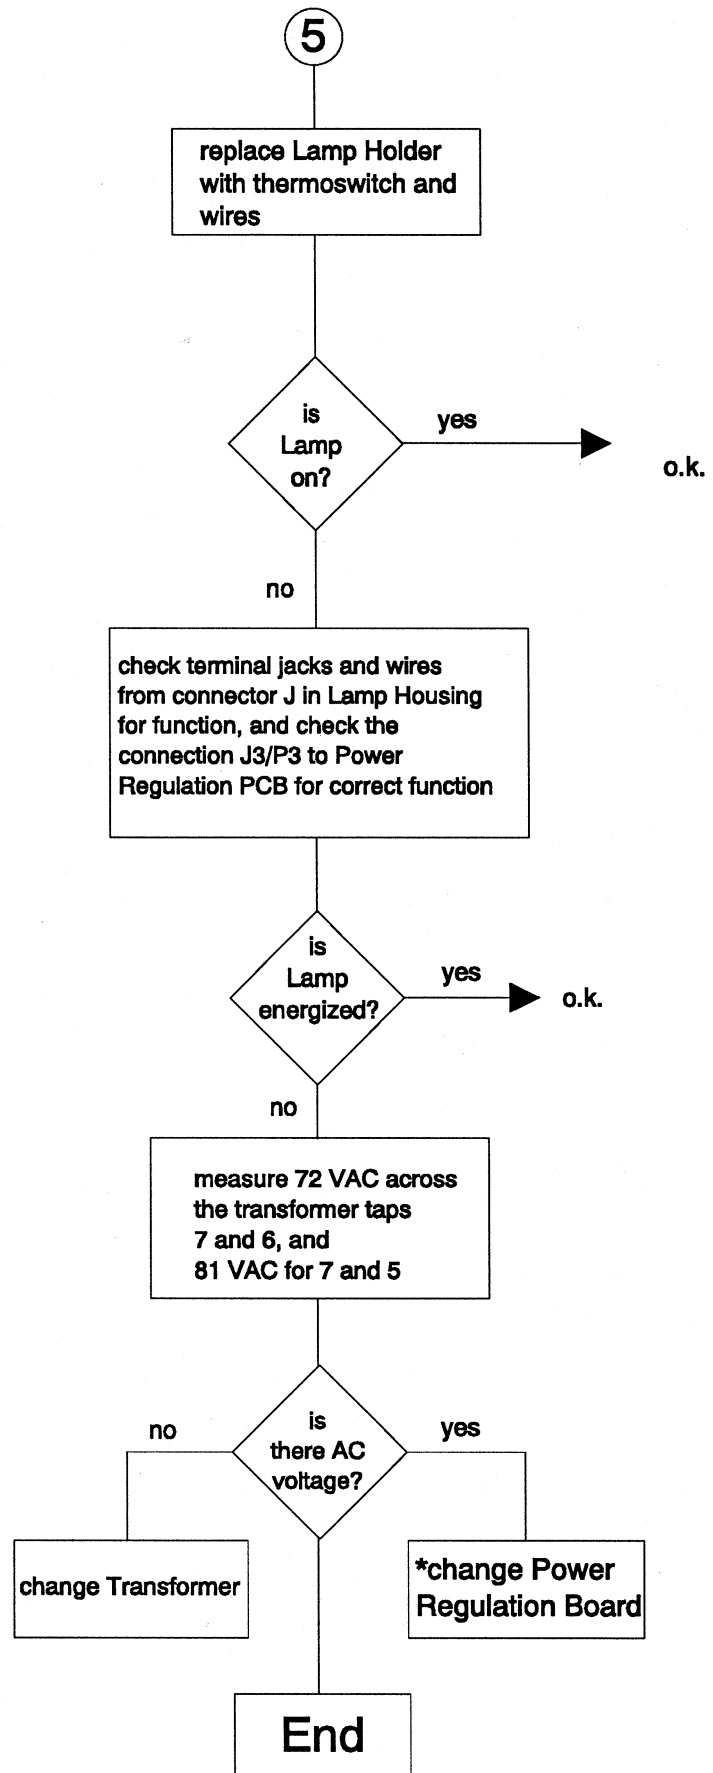 5
replace Lamp Holder
with thermoswitch and
wires
is
Lamp
on?
yes
o.k.
no
check terminal jacks and wires
from connector J in Lamp Housing
for function, and check the
connection J3/P3 to Power
Regulation PCB for correct function
is
Lamp
energized?
yes
o.k.
no
measure 72 VAC across
the transformer taps
7 and 6, and
81 VAC for 7 and 5
is
there AC
voltage?
no
yes
change Transformer
*change Power
Regulation Board
End